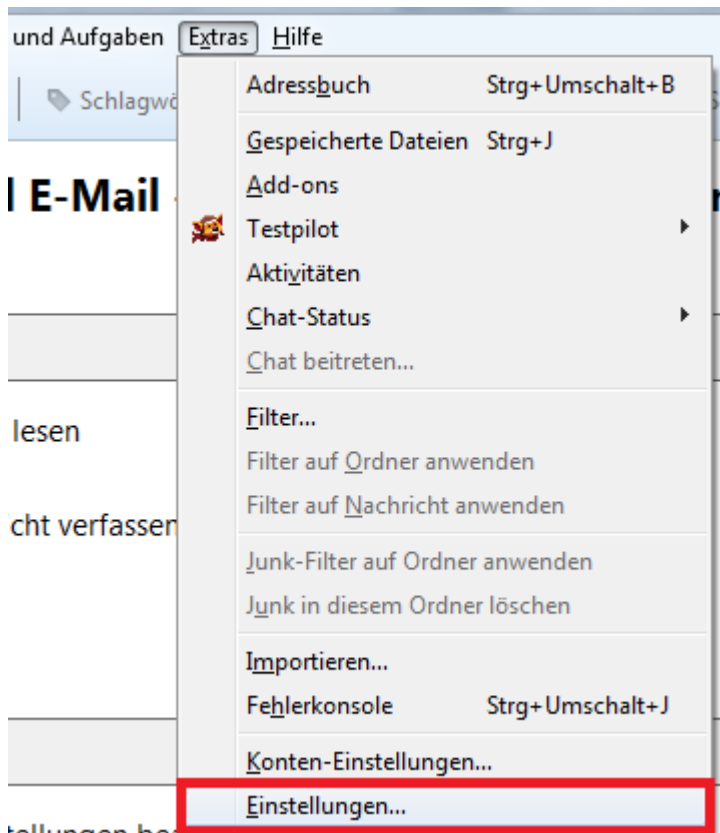 und Aufgaben Extras Hilfe
Schlagwö
Adressbuch Strg+Umschalt+B
Gespeicherte Dateien Strg+J
E-Mail
Add-ons
Testpilot
Aktivitäten
Chat-Status
Chat beitreten...
lesen
Filter...
Filter auf Ordner anwenden
Filter auf Nachricht anwenden
cht verfassen
Junk-Filter auf Ordner anwenden
Junk in diesem Ordner löschen
Importieren...
Fehlerkonsole Strg+Umschalt+J
Konten-Einstellungen...
Einstellungen...